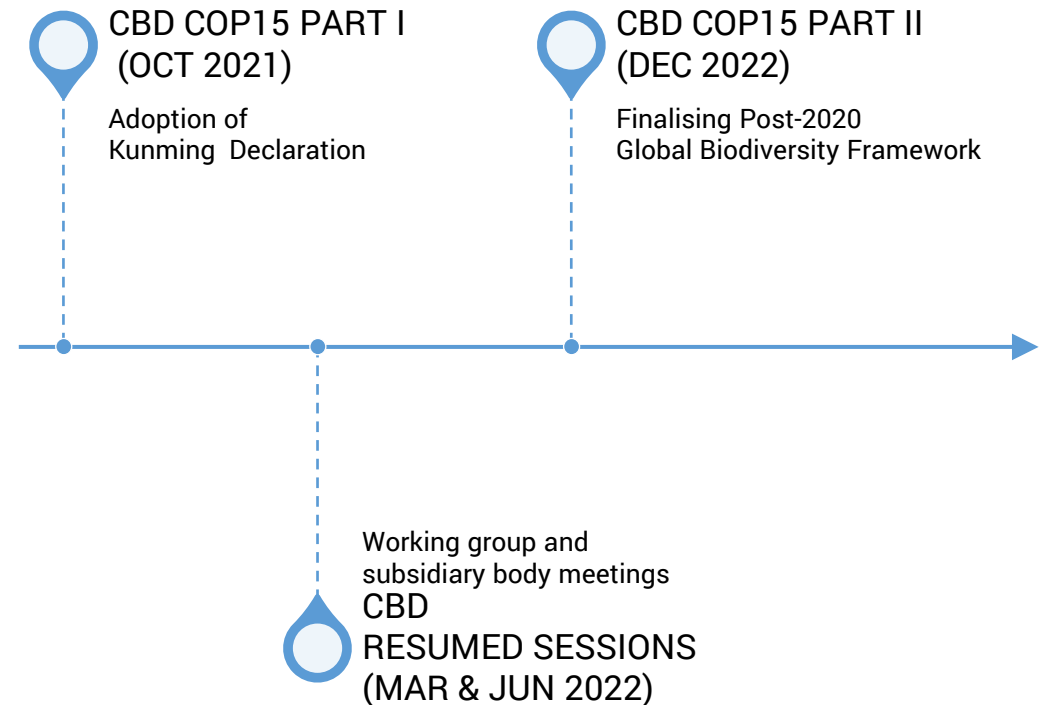 CBD COP15 PART I
(OCT 2021)
Adoption of
Kunming  Declaration
CBD COP15 PART II
(DEC 2022)
Finalising Post-2020
Global Biodiversity Framework
Working group and
subsidiary body meetings
CBD
RESUMED SESSIONS
(MAR & JUN 2022)